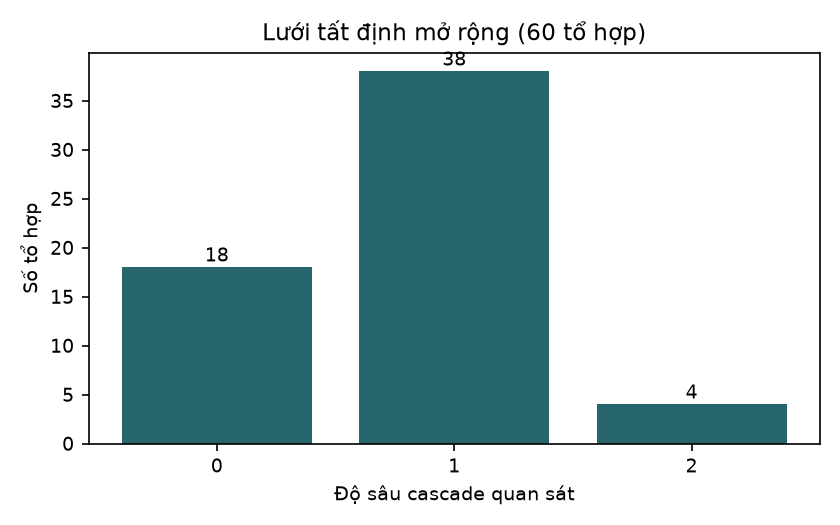 Lưới tất định mở rộng (60 tổ hợp)
38
35
30
25
20
18
15
10
5
4
0
Số tổ hợp
0 1 2
Độ sâu cascade quan sát